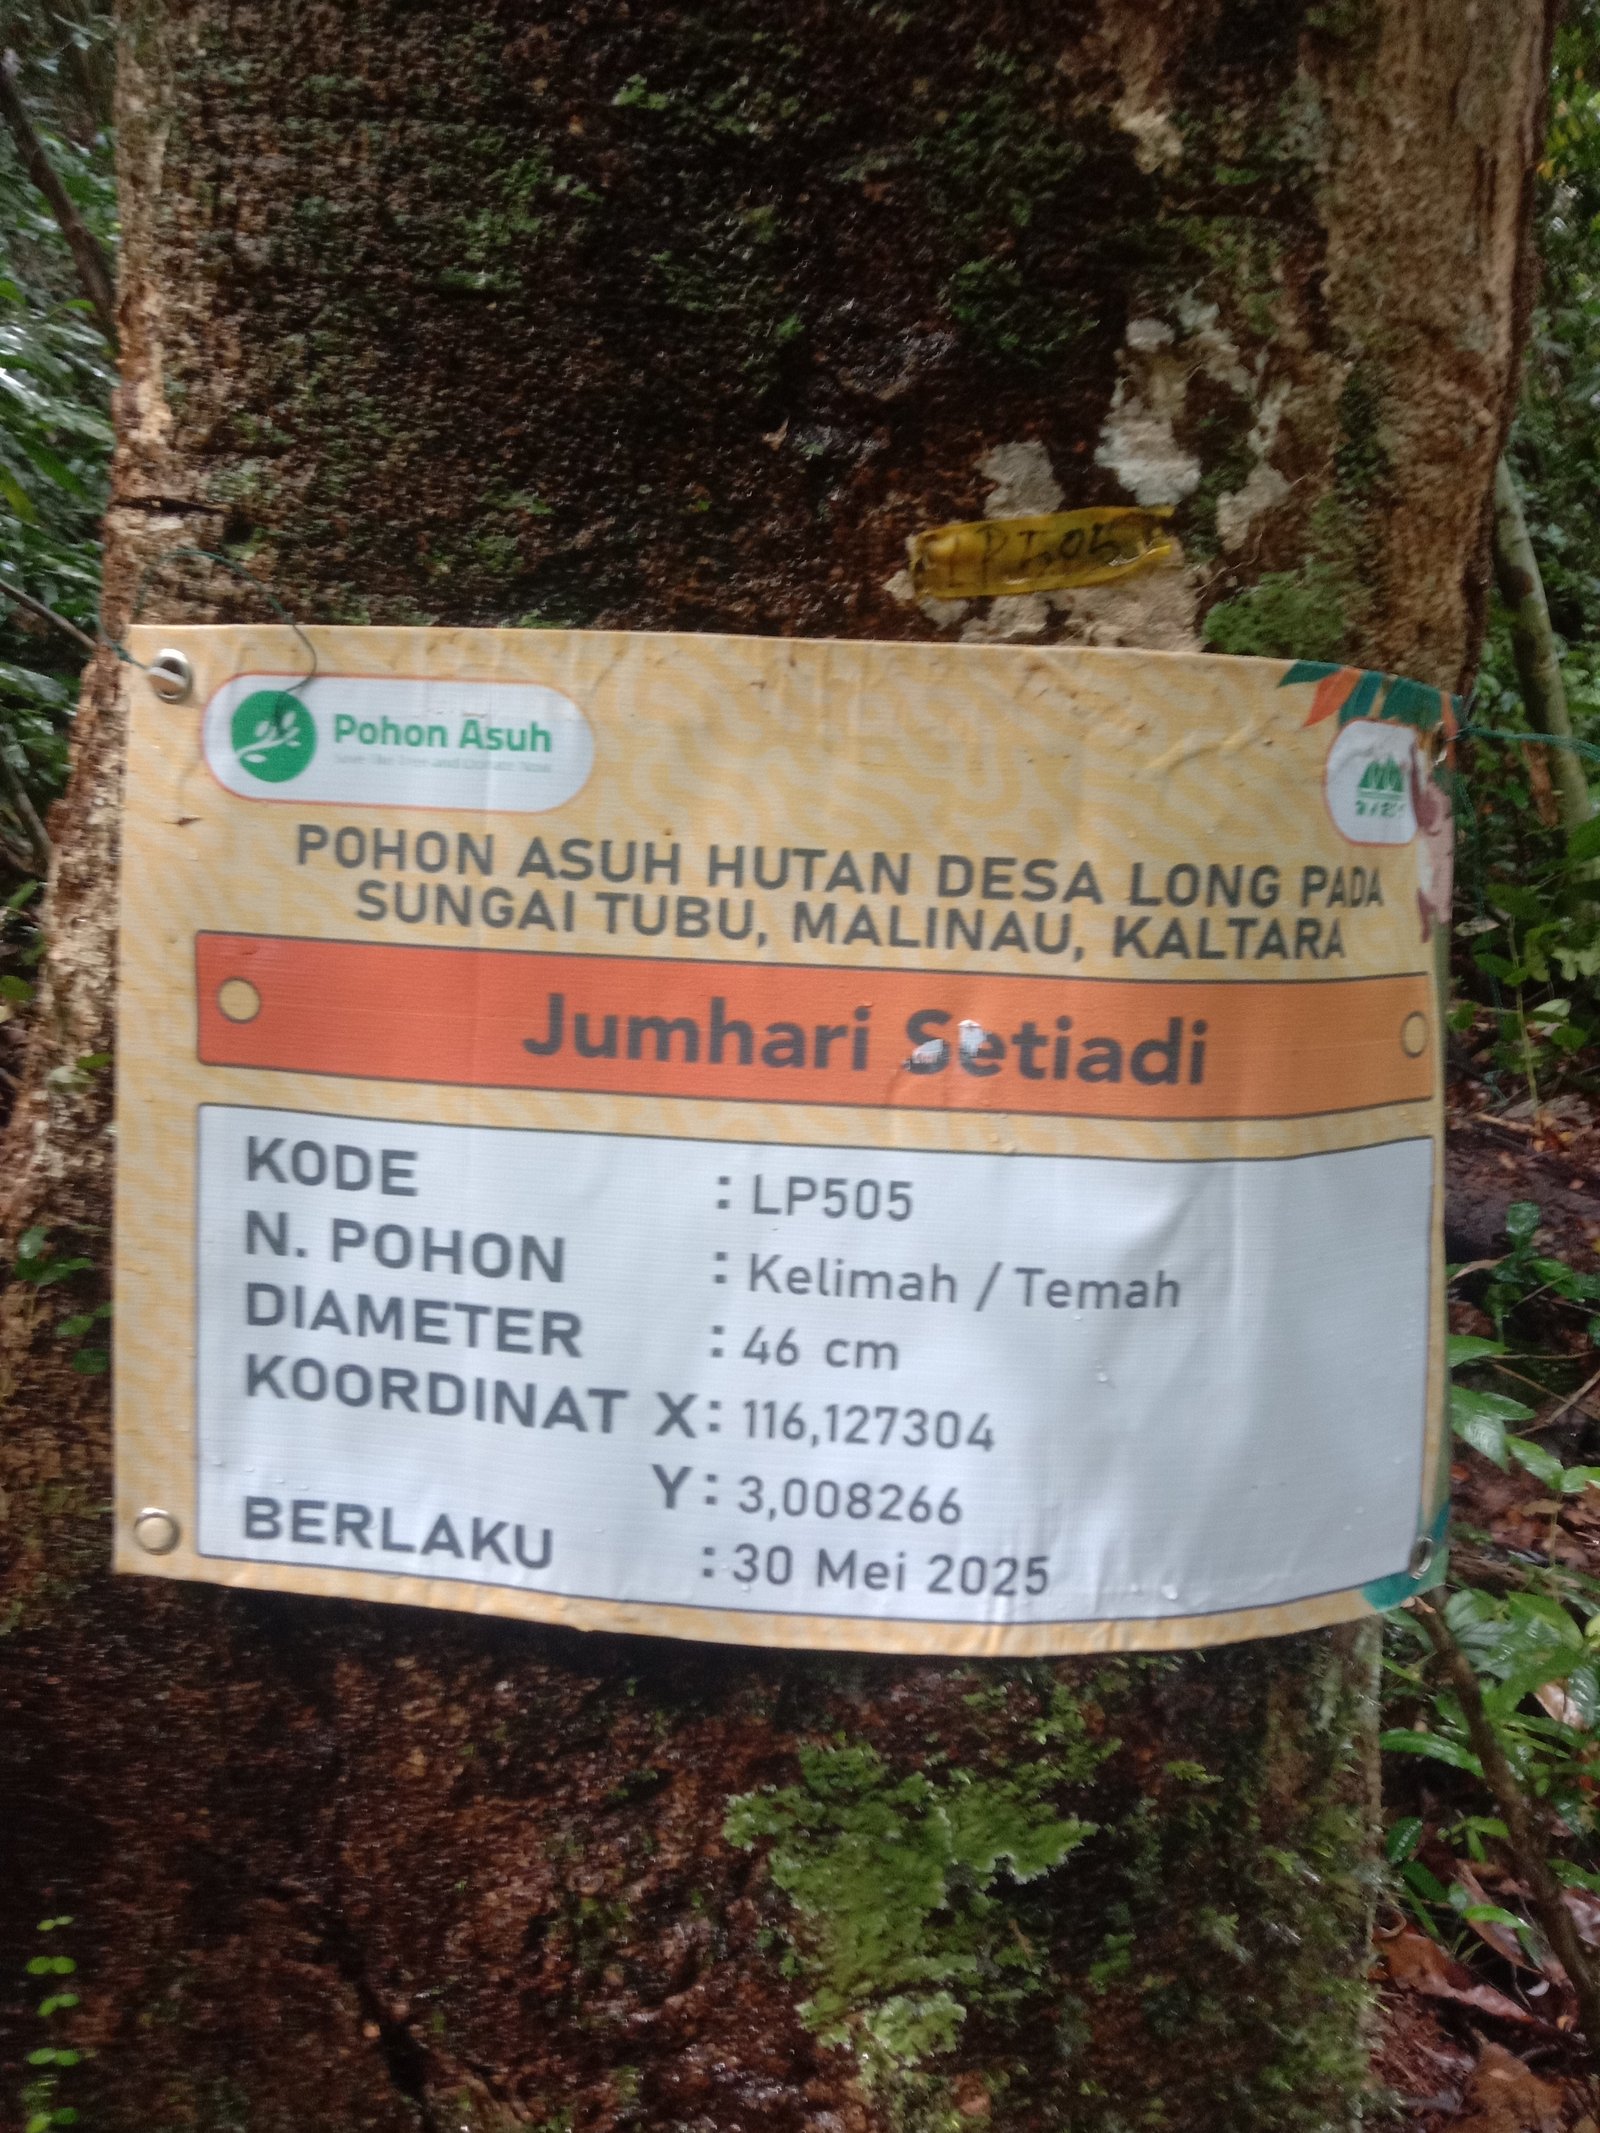 LP505
Pohon Asuh
POHON ASUH HUTAN DESA LONG PADA
SUNGAI TUBU, MALINAU, KALTARA
Jumhari Setiadi
KODE : LP505
N. POHON : Kelimah / Temah
DIAMETER : 46 cm
KOORDINAT X : 116,127304
Y : 3,008266
BERLAKU : 30 Mei 2025